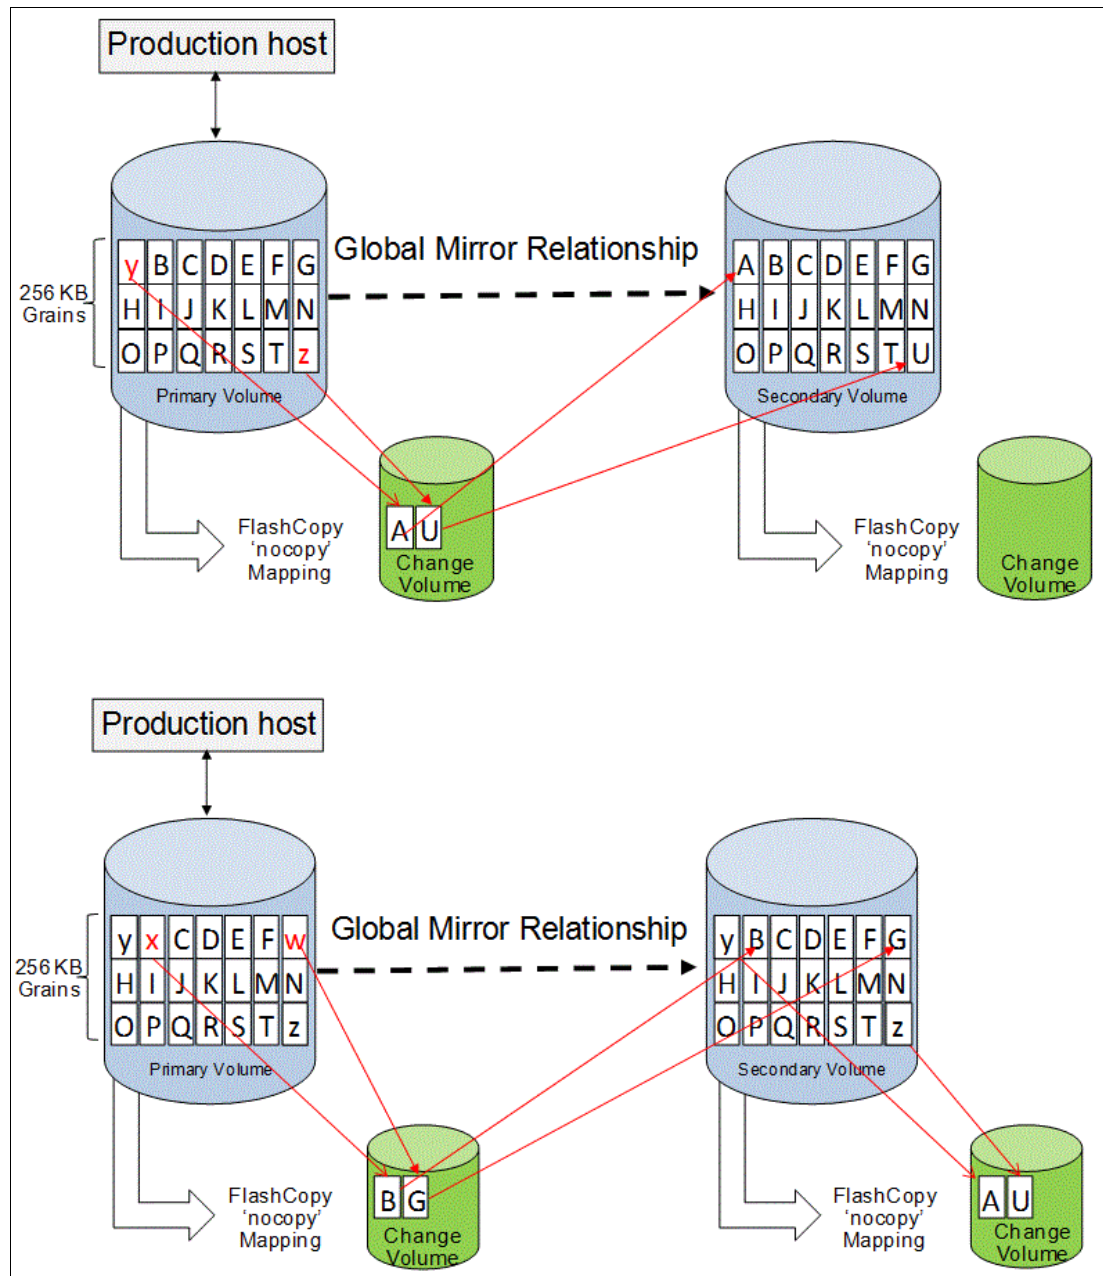 Production host
Global Mirror Relationship
256 KB
Grains
y B C D E F G
H I J K L M N
O P Q R S T z
Primary Volume
A B C D E F G
H I J K L M N
O P Q R S T U
Secondary Volume
FlashCopy
'nocopy'
Mapping
A U
Change
Volume
FlashCopy
'nocopy'
Mapping
Change
Volume
Production host
Global Mirror Relationship
256 KB
Grains
y x C D E F w
H I J K L M N
O P Q R S T z
Primary Volume
y B C D E F G
H I J K L M N
O P Q R S T z
Secondary Volume
FlashCopy
'nocopy'
Mapping
B G
Change
Volume
FlashCopy
'nocopy'
Mapping
A U
Change
Volume